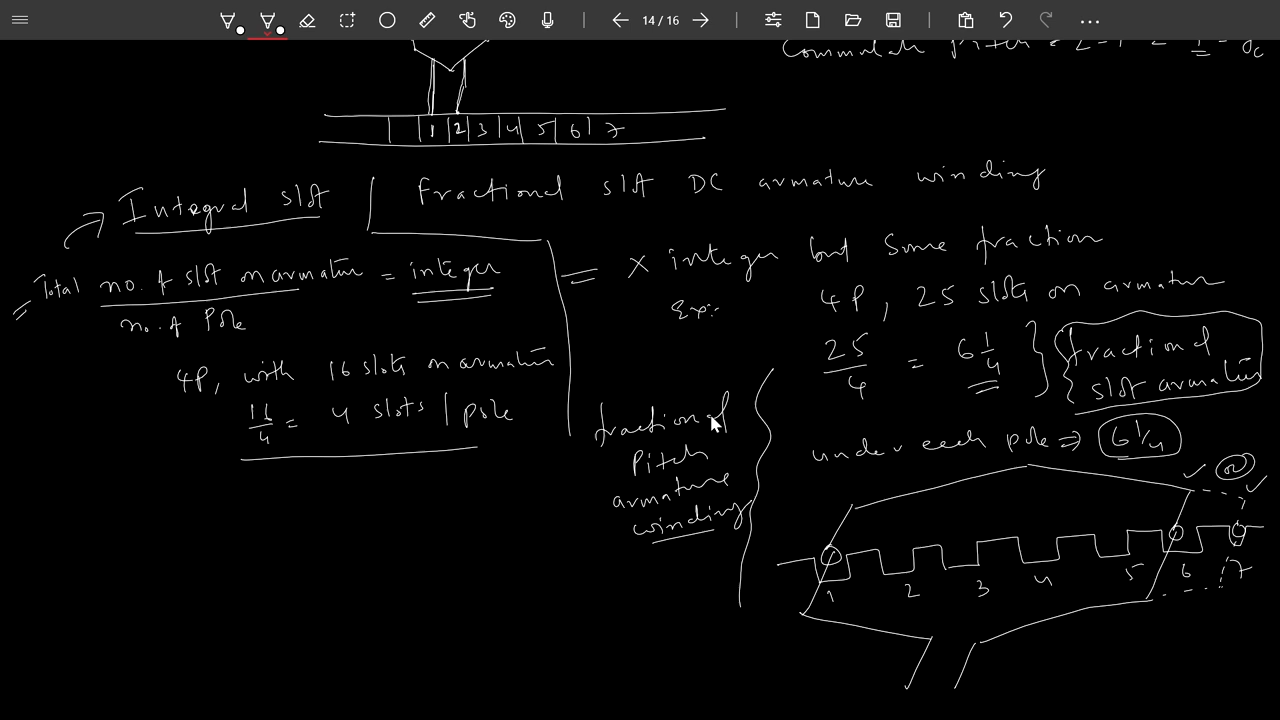 14 / 16
1 2 3 4 5 6 7
Integral slot | Fractional slot DC armature winding
Total no. of slot on armature = integer
no. of Pole
4P, with 16 slots on armature
16/4 = 4 slots / pole
= X integer but some fraction
Ex:- 4P, 25 slots on armature
25/4 = 6 1/4 } fractional
slot armature
under each pole ⇒ 6 1/4
fractional
Pitch
armature
winding
✓ (or) ✓
1 2 3 4 5 6 7